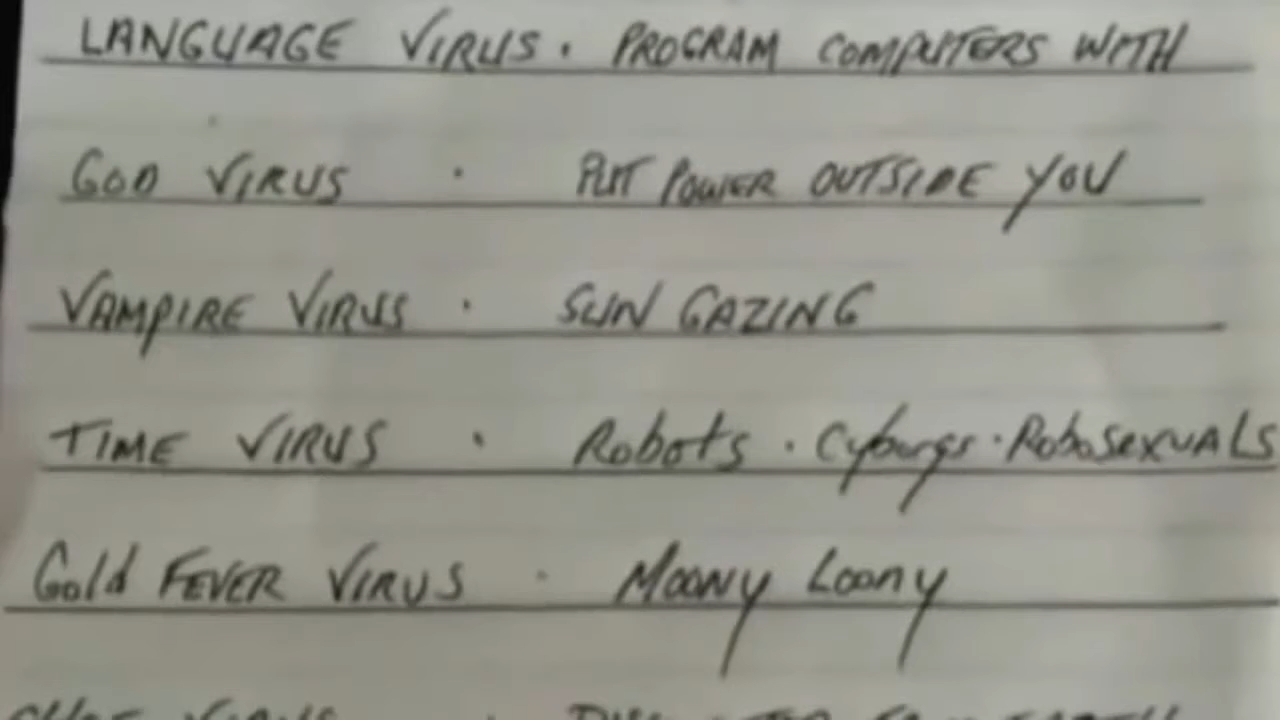 LANGUAGE VIRUS. PROGRAM COMPUTERS WITH
GOD VIRUS . PUT POWER OUTSIDE YOU
VAMPIRE VIRUS . SUN GAZING
TIME VIRUS . Robots . Cyborgs . ROBOSEXUALS
Gold FEVER VIRUS . Moony Loony
VIRUS